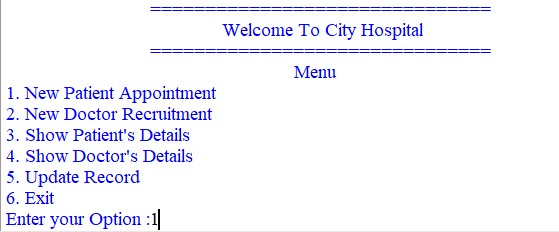 ===============================
Welcome To City Hospital
===============================
Menu
1. New Patient Appointment
2. New Doctor Recruitment
3. Show Patient's Details
4. Show Doctor's Details
5. Update Record
6. Exit
Enter your Option :1